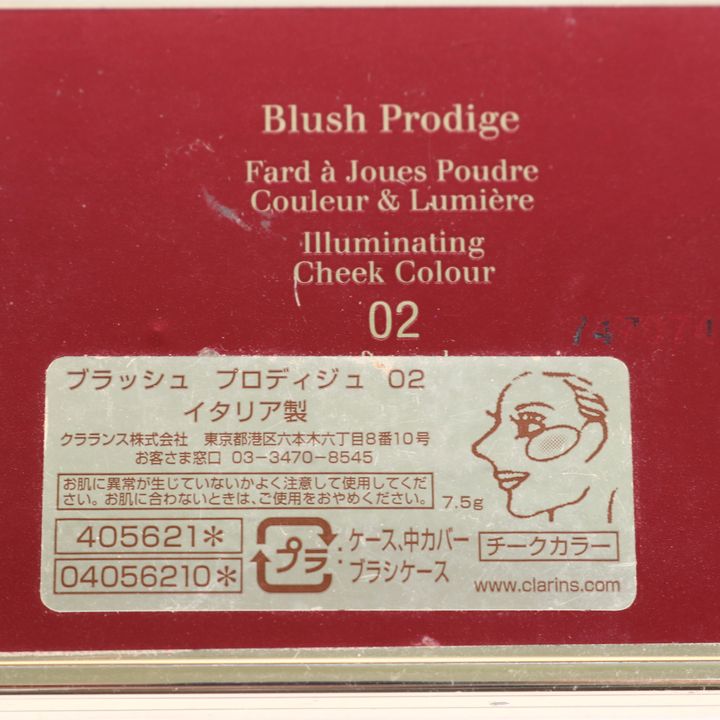 Blush Prodige
Fard à Joues Poudre
Couleur & Lumière
Illuminating
Cheek Colour
02
ブラッシュ プロディジュ 02
イタリア製
クラランス株式会社 東京都港区六本木六丁目8番10号
お客さま窓口 03-3470-8545
お肌に異常が生じていないかよく注意して使用してくだ
さい。お肌に合わないときは、ご使用をおやめください。
7.5g
405621*
04056210*
プラ
:ケース、中カバー
ブラシケース
チークカラー
www.clarins.com